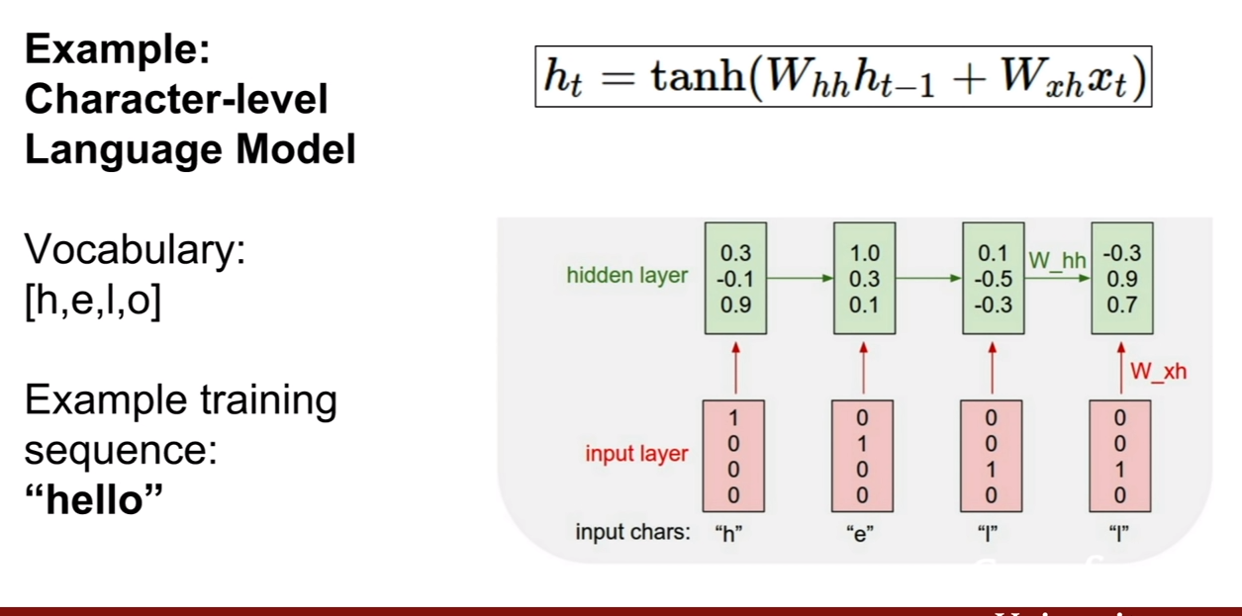 Example:
Character-level
Language Model
Vocabulary:
[h,e,l,o]
Example training
sequence:
“hello”
h_t = tanh(W_{hh}h_{t−1} + W_{xh}x_t)
hidden layer
0.3
-0.1
0.9
1.0
0.3
0.1
0.1
-0.5
-0.3
W_hh
-0.3
0.9
0.7
W_xh
input layer
1
0
0
0
0
1
0
0
0
0
1
0
0
0
1
0
input chars: “h” “e” “l” “l”